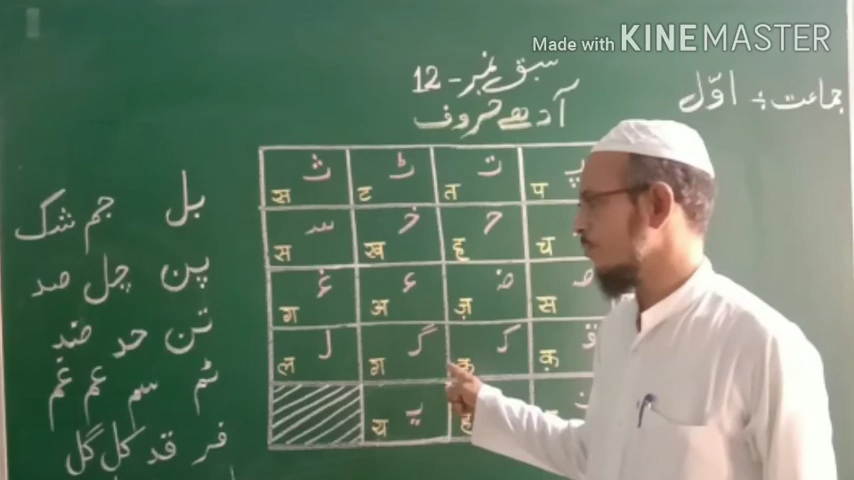 Made with KINEMASTER
سبق نمبر-12
جماعت :۔ اوّل
آدھے حروف
پ ت ٹ ث
प त ट स
ح خ س
च ह ख स
ض ع غ
स ज़ अ ग
ک گ ل
क़ क ग ल
ی
य
بل جم شک
پن چل صد
تن حد ضد
ٹم سم عم غم
فر قد کل گل